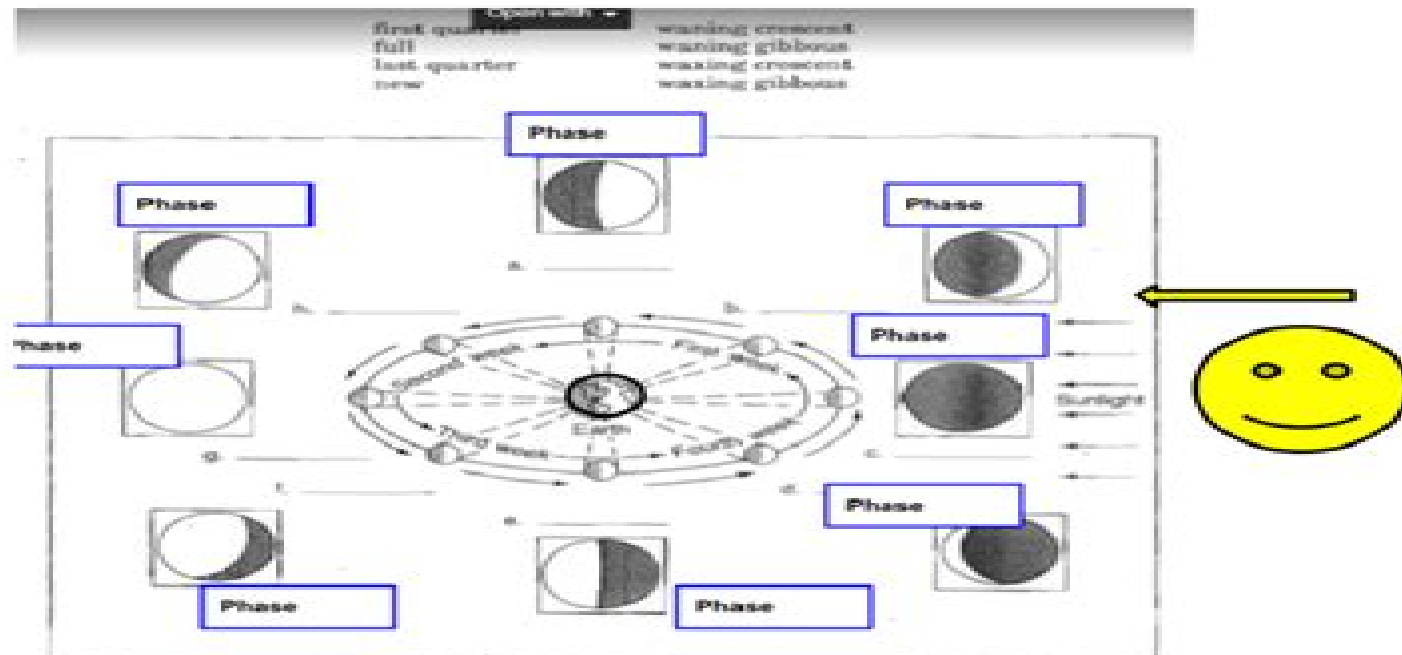 Open with
first quarter waning crescent
full waning gibbous
last quarter waxing crescent
new waxing gibbous
Phase
Phase
Phase
a.
h.
b.
Phase
Phase
Second week
First week
Sunlight
Earth
Third week
Fourth week
g.
c.
f.
d.
Phase
e.
Phase
Phase